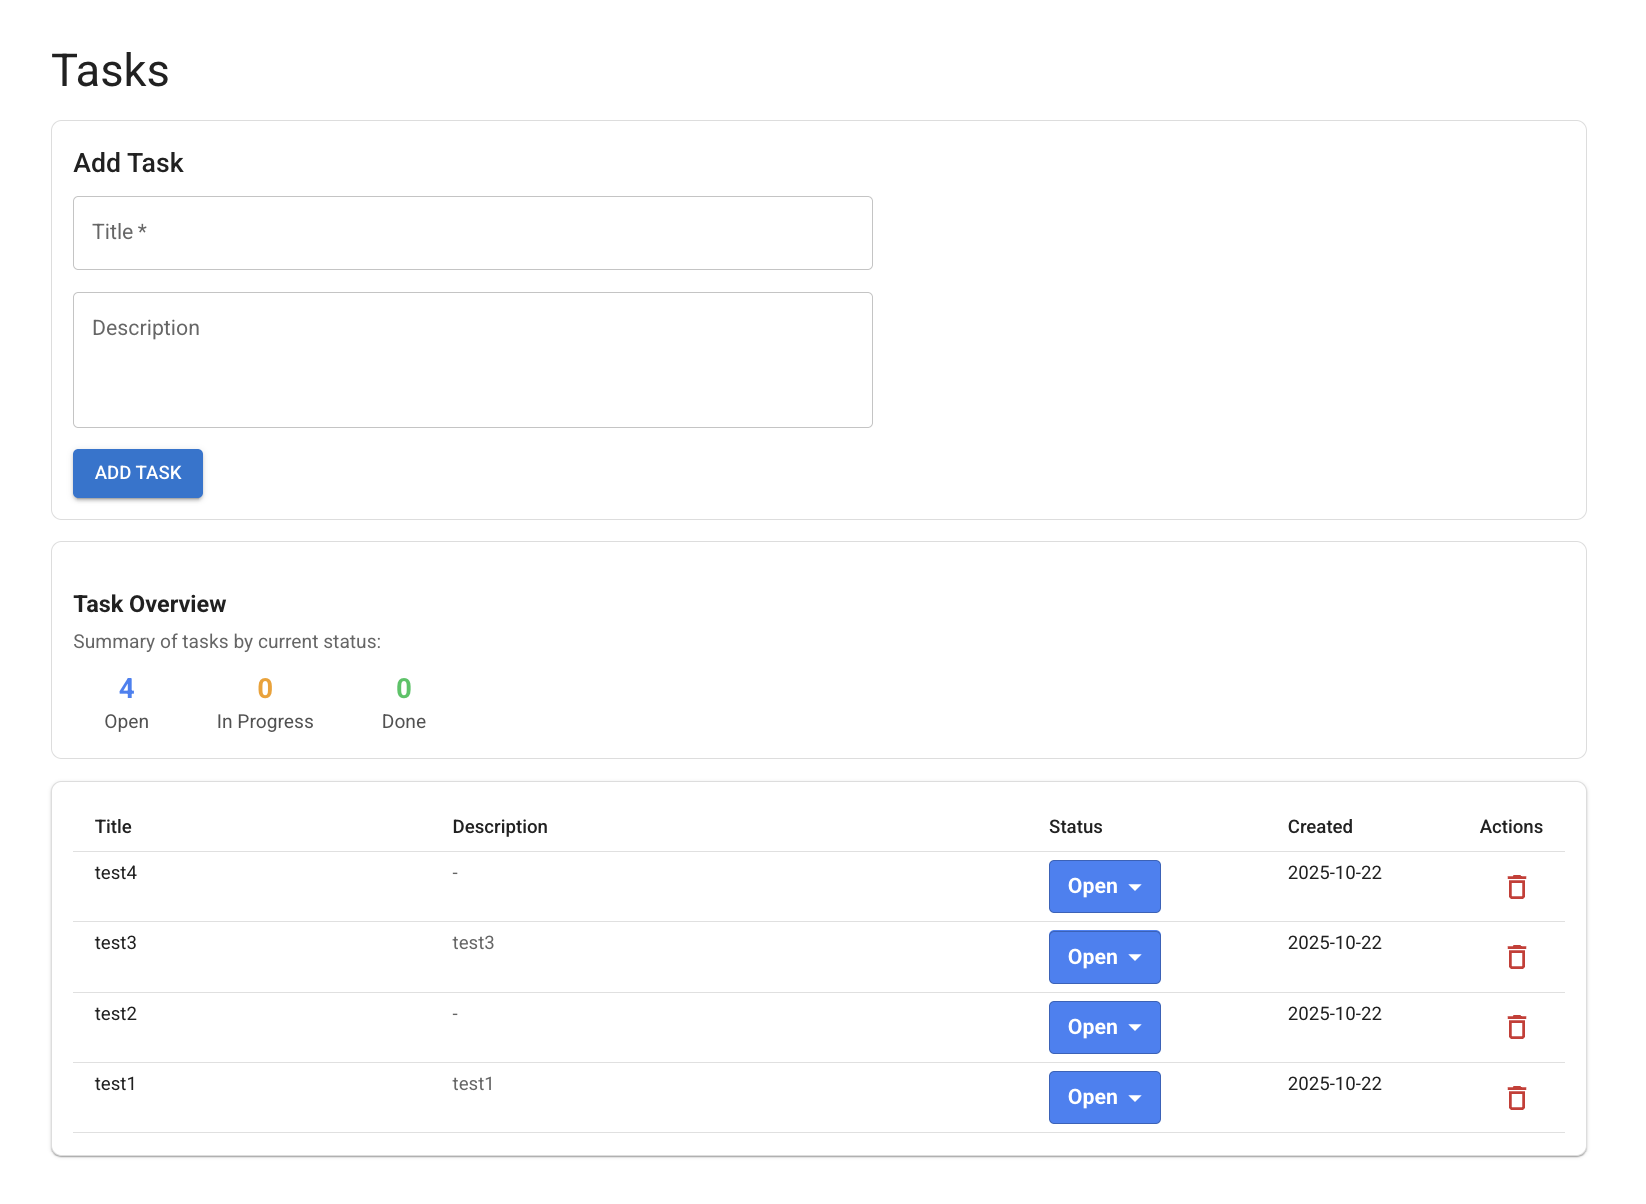 Tasks
Add Task
Title *
Description
ADD TASK
Task Overview
Summary of tasks by current status:
4 0 0
Open In Progress Done
Title Description Status Created Actions
test4 - Open 2025-10-22
test3 test3 Open 2025-10-22
test2 - Open 2025-10-22
test1 test1 Open 2025-10-22